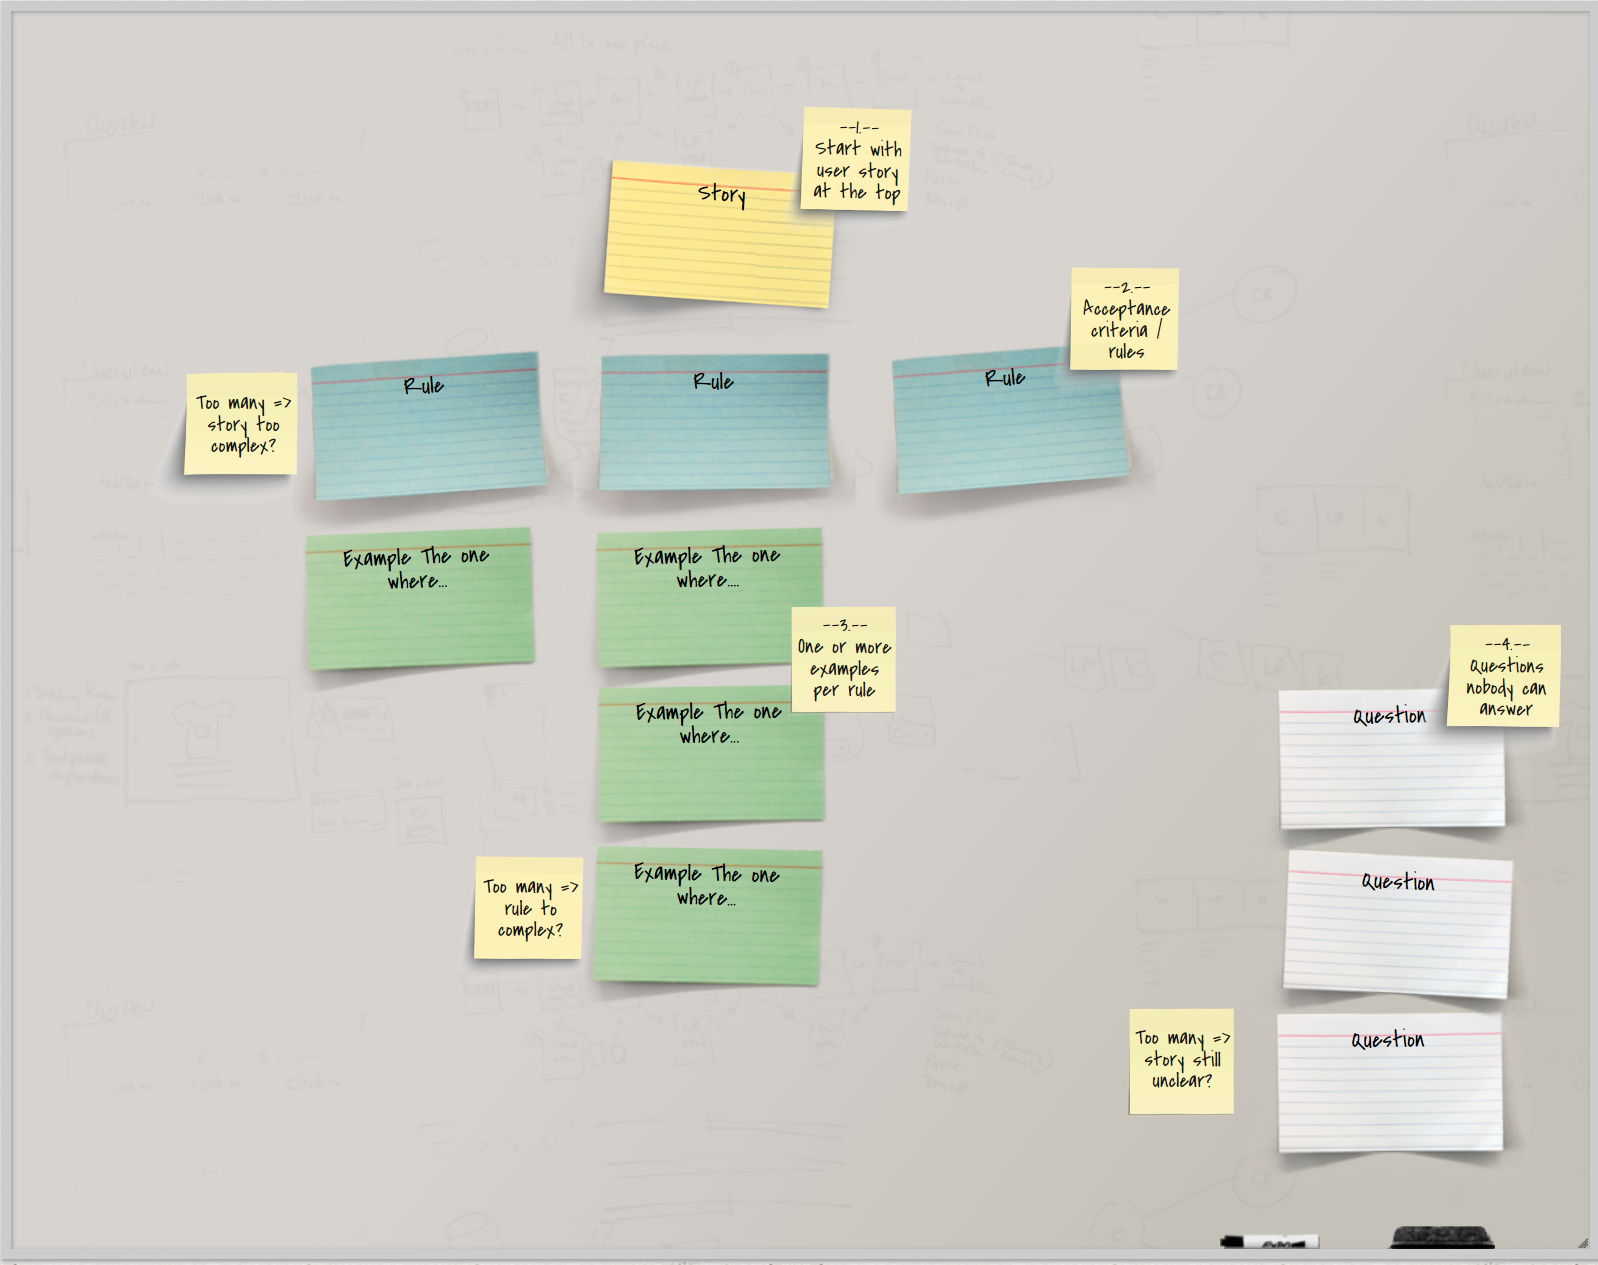 --1.--
Start with
user story
at the top
Story
--2.--
Acceptance
criteria /
rules
Too many =>
story too
complex?
Rule
Rule
Rule
Example The one
where...
Example The one
where....
--3.--
One or more
examples
per rule
Example The one
where...
Too many =>
rule to
complex?
Example The one
where...
--4.--
Questions
nobody can
answer
Question
Question
Too many =>
story still
unclear?
Question
EXPO